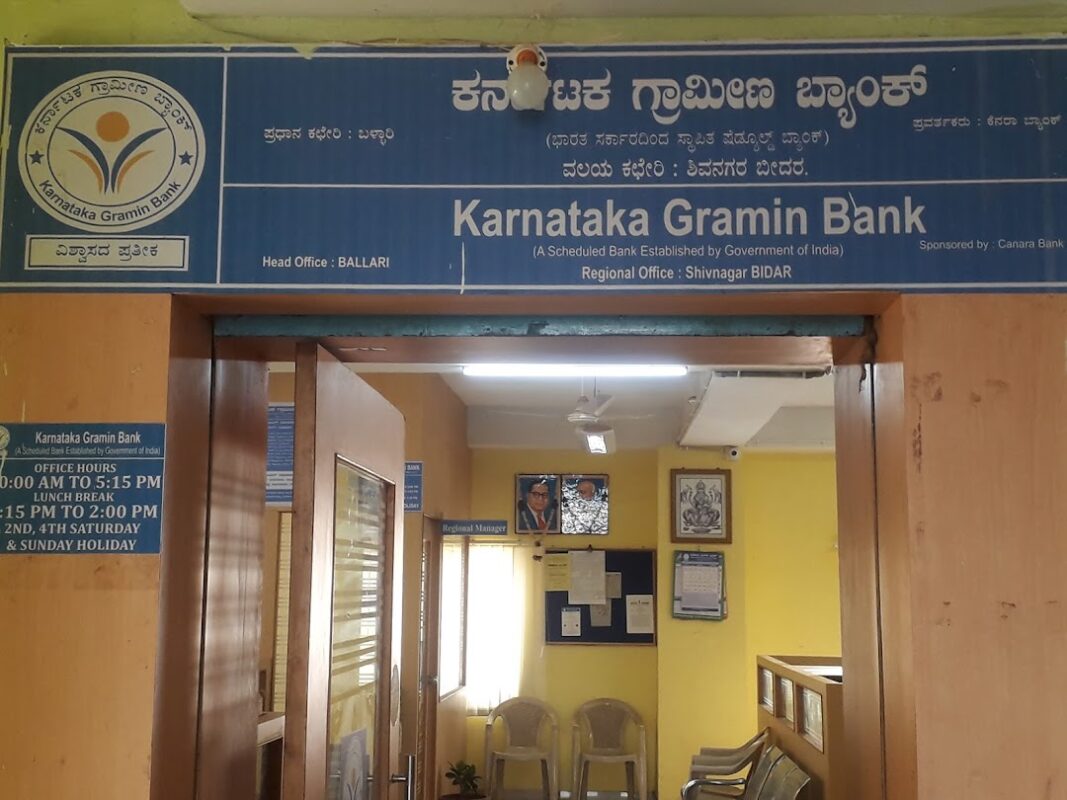 ಕರ್ನಾಟಕ ಗ್ರಾಮೀಣ ಬ್ಯಾಂಕ್
Karnataka Gramin Bank
ವಿಶ್ವಾಸದ ಪ್ರತೀಕ
ಕರ್ನಾಟಕ ಗ್ರಾಮೀಣ ಬ್ಯಾಂಕ್
ಪ್ರಧಾನ ಕಛೇರಿ : ಬಳ್ಳಾರಿ
ಪ್ರವರ್ತಕರು : ಕೆನರಾ ಬ್ಯಾಂಕ್
(ಭಾರತ ಸರ್ಕಾರದಿಂದ ಸ್ಥಾಪಿತ ಷೆಡ್ಯೂಲ್ಡ್ ಬ್ಯಾಂಕ್)
ವಲಯ ಕಛೇರಿ : ಶಿವನಗರ ಬೀದರ.
Karnataka Gramin Bank
(A Scheduled Bank Established by Government of India)
Sponsored by : Canara Bank
Head Office : BALLARI
Regional Office : Shivnagar BIDAR
Karnataka Gramin Bank
(A Scheduled Bank Established by Government of India)
OFFICE HOURS
0:00 AM TO 5:15 PM
LUNCH BREAK
:15 PM TO 2:00 PM
2ND, 4TH SATURDAY
& SUNDAY HOLIDAY
Regional Manager